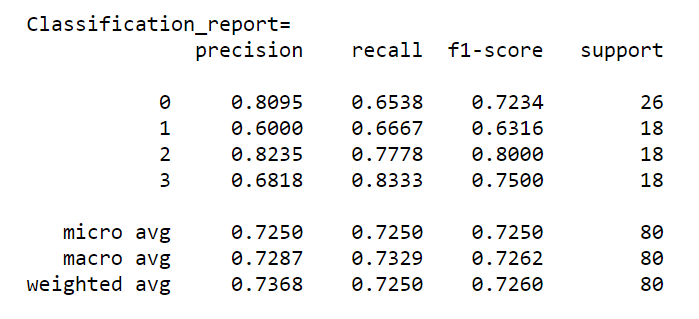 Classification_report=
precision recall f1-score support
0 0.8095 0.6538 0.7234 26
1 0.6000 0.6667 0.6316 18
2 0.8235 0.7778 0.8000 18
3 0.6818 0.8333 0.7500 18
micro avg 0.7250 0.7250 0.7250 80
macro avg 0.7287 0.7329 0.7262 80
weighted avg 0.7368 0.7250 0.7260 80